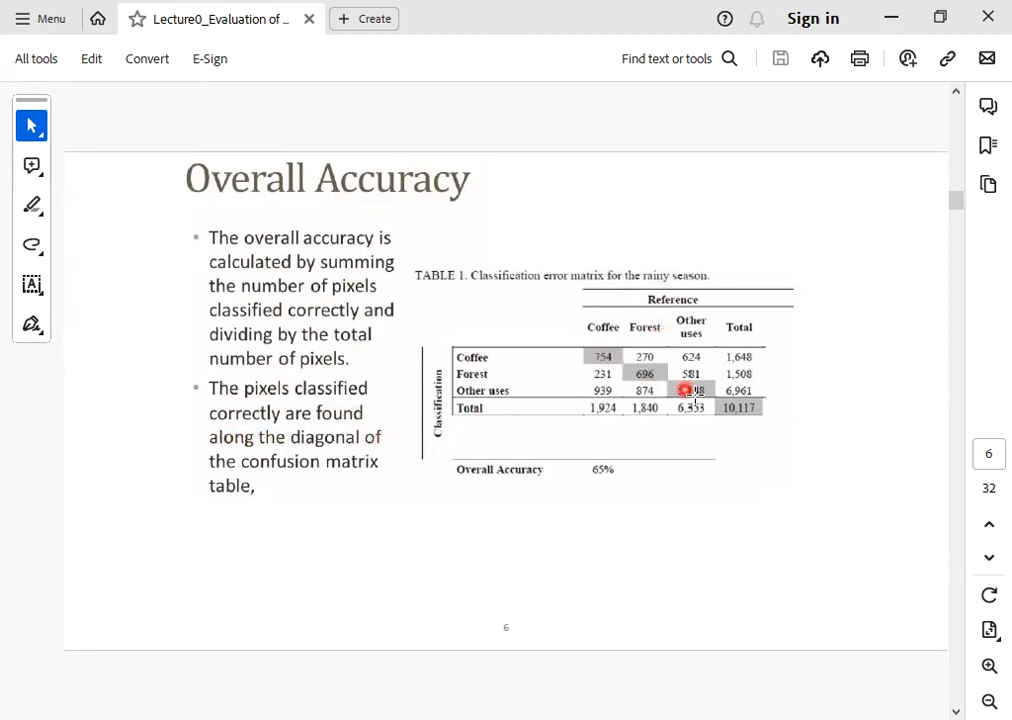 Menu
Lecture0_Evaluation of ...
Create
Sign in
All tools
Edit
Convert
E-Sign
Find text or tools
Overall Accuracy
• The overall accuracy is
calculated by summing
the number of pixels
classified correctly and
dividing by the total
number of pixels.
• The pixels classified
correctly are found
along the diagonal of
the confusion matrix
table,
TABLE 1. Classification error matrix for the rainy season.
Reference
Coffee Forest Other uses Total
Classification
Coffee 754 270 624 1,648
Forest 231 696 581 1,508
Other uses 939 874 6,961
Total 1,924 1,840 6,353 10,117
Overall Accuracy 65%
6
6
32